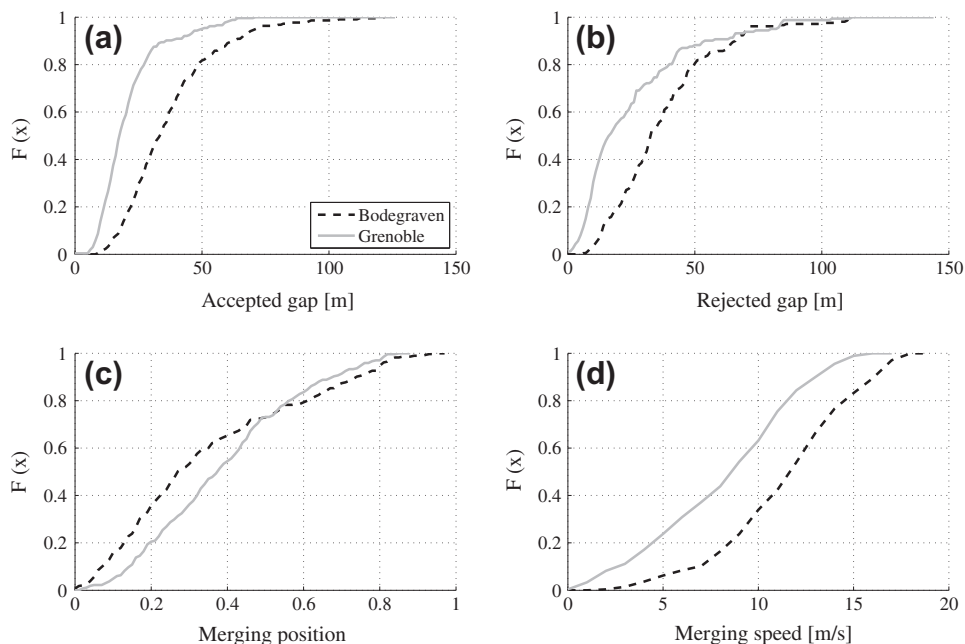 (a)
F (x)
1
0.8
0.6
0.4
0.2
0
0 50 100 150
Accepted gap [m]
Bodegraven
Grenoble
(b)
F (x)
1
0.8
0.6
0.4
0.2
0
0 50 100 150
Rejected gap [m]
(c)
F (x)
1
0.8
0.6
0.4
0.2
0
0 0.2 0.4 0.6 0.8 1
Merging position
(d)
F (x)
1
0.8
0.6
0.4
0.2
0
0 5 10 15 20
Merging speed [m/s]